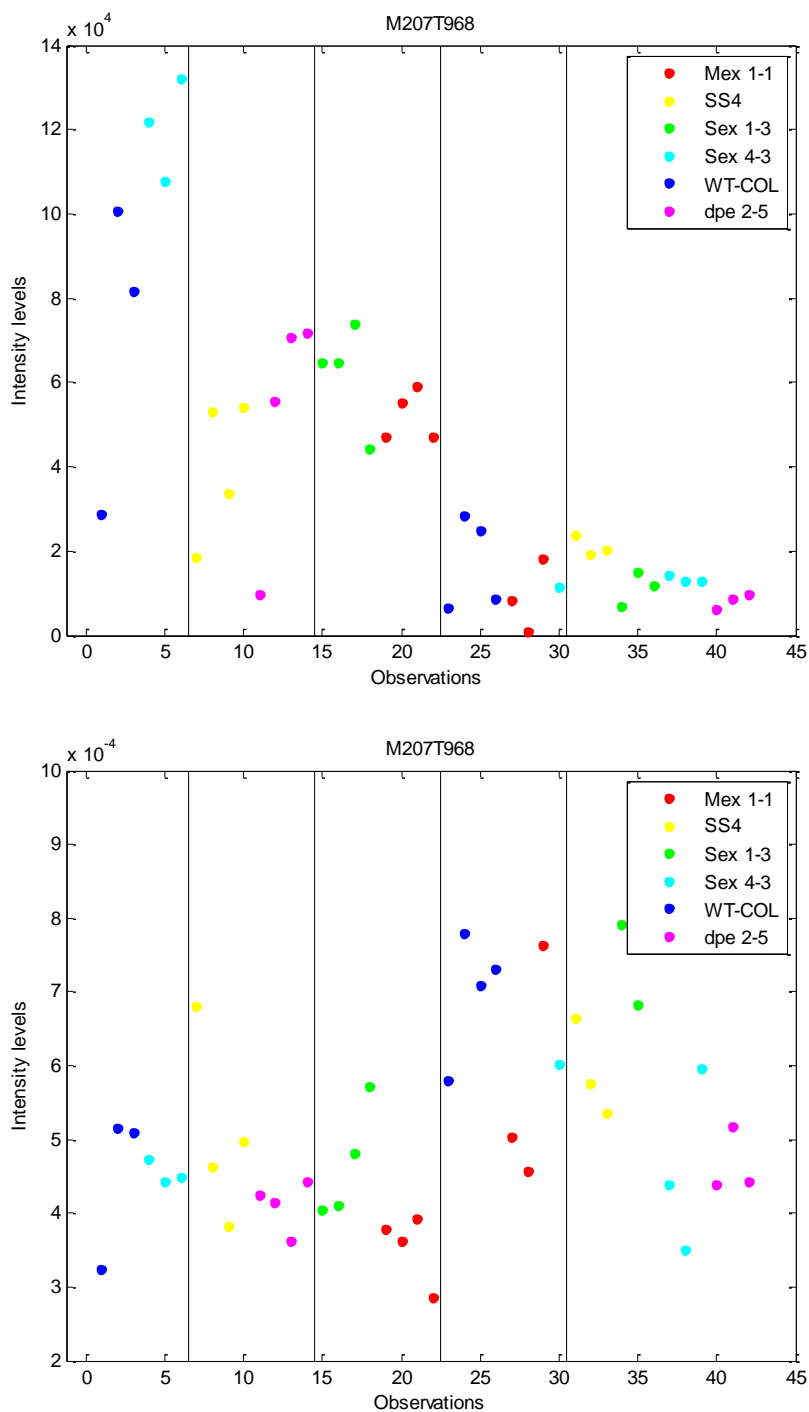 M207T968
x 10^4
14
12
10
8
6
4
2
0
Intensity levels
Mex 1-1
SS4
Sex 1-3
Sex 4-3
WT-COL
dpe 2-5
0 5 10 15 20 25 30 35 40 45
Observations
M207T968
x 10^-4
10
9
8
7
6
5
4
3
2
Intensity levels
Mex 1-1
SS4
Sex 1-3
Sex 4-3
WT-COL
dpe 2-5
0 5 10 15 20 25 30 35 40 45
Observations